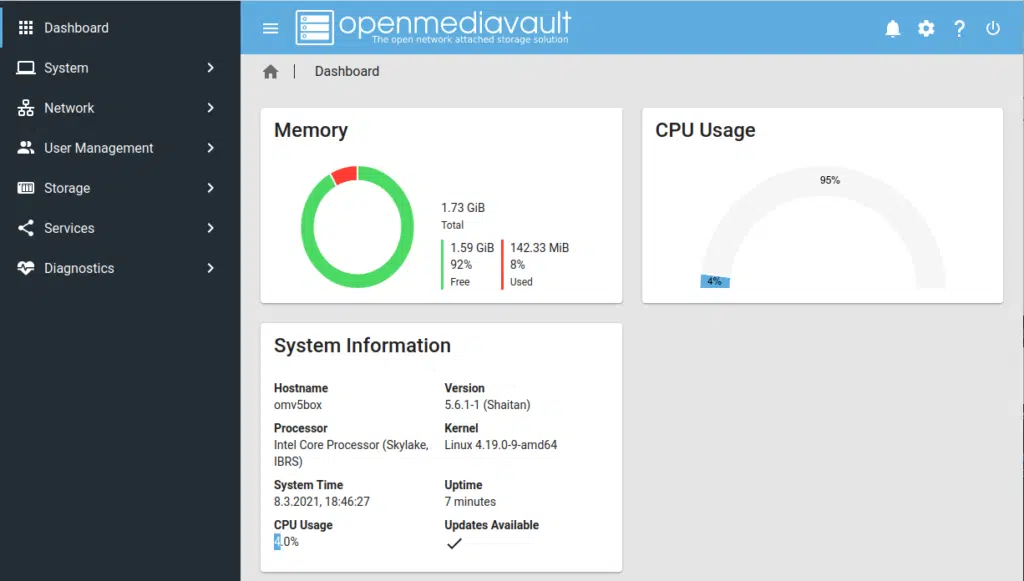 Dashboard
System
Network
User Management
Storage
Services
Diagnostics
openmediavault
The open network attached storage solution
Dashboard
Memory
1.73 GiB
Total
1.59 GiB 142.33 MiB
92% 8%
Free Used
CPU Usage
95%
4%
System Information
Hostname Version
omv5box 5.6.1-1 (Shaitan)
Processor Kernel
Intel Core Processor (Skylake, Linux 4.19.0-9-amd64
IBRS)
System Time Uptime
8.3.2021, 18:46:27 7 minutes
CPU Usage Updates Available
4.0%